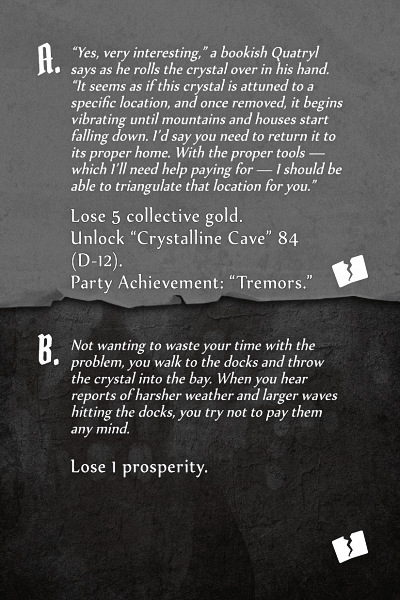 A.
“Yes, very interesting,” a bookish Quatryl
says as he rolls the crystal over in his hand.
“It seems as if this crystal is attuned to a
specific location, and once removed, it begins
vibrating until mountains and houses start
falling down. I’d say you need to return it to
its proper home. With the proper tools —
which I’ll need help paying for — I should be
able to triangulate that location for you.”
Lose 5 collective gold.
Unlock “Crystalline Cave” 84
(D-12).
Party Achievement: “Tremors.”
B.
Not wanting to waste your time with the
problem, you walk to the docks and throw
the crystal into the bay. When you hear
reports of harsher weather and larger waves
hitting the docks, you try not to pay them
any mind.
Lose 1 prosperity.